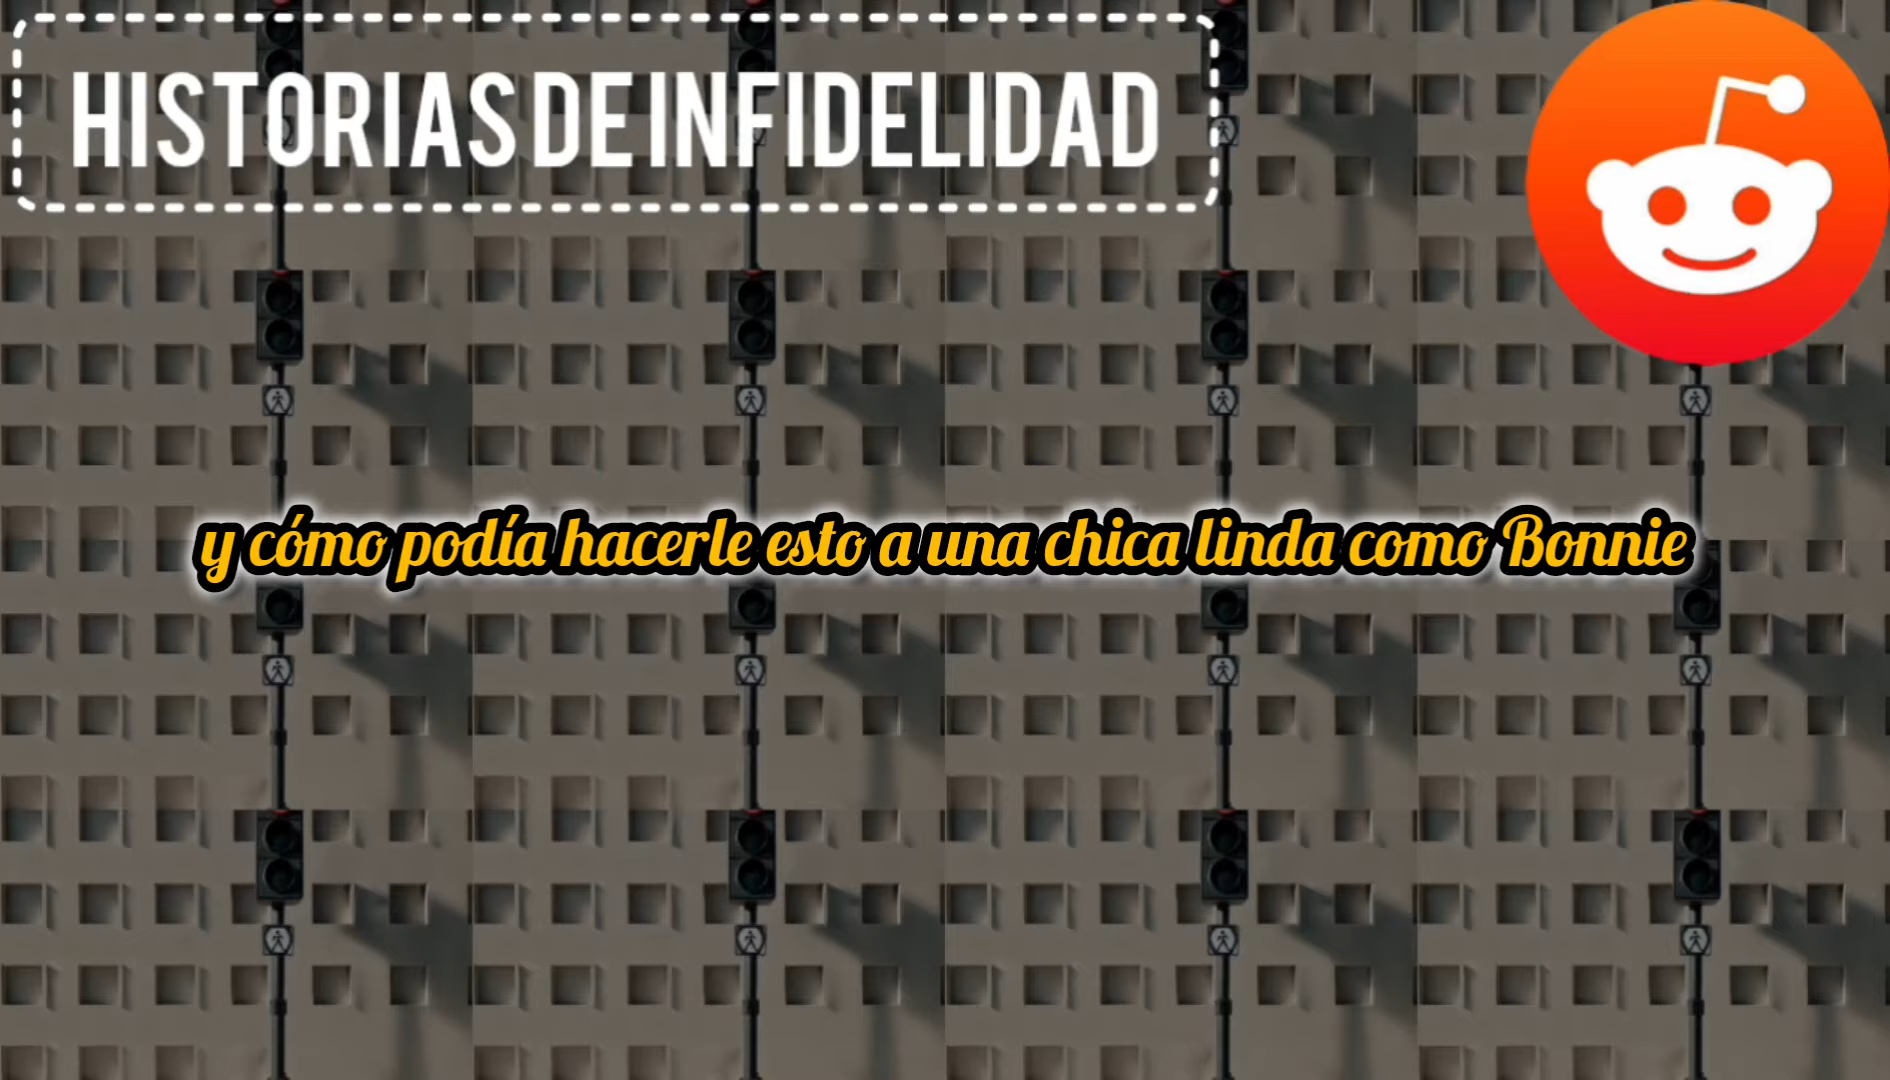 HISTORIAS DE INFIDELIDAD
y cómo podía hacerle esto a una chica linda como Bonnie